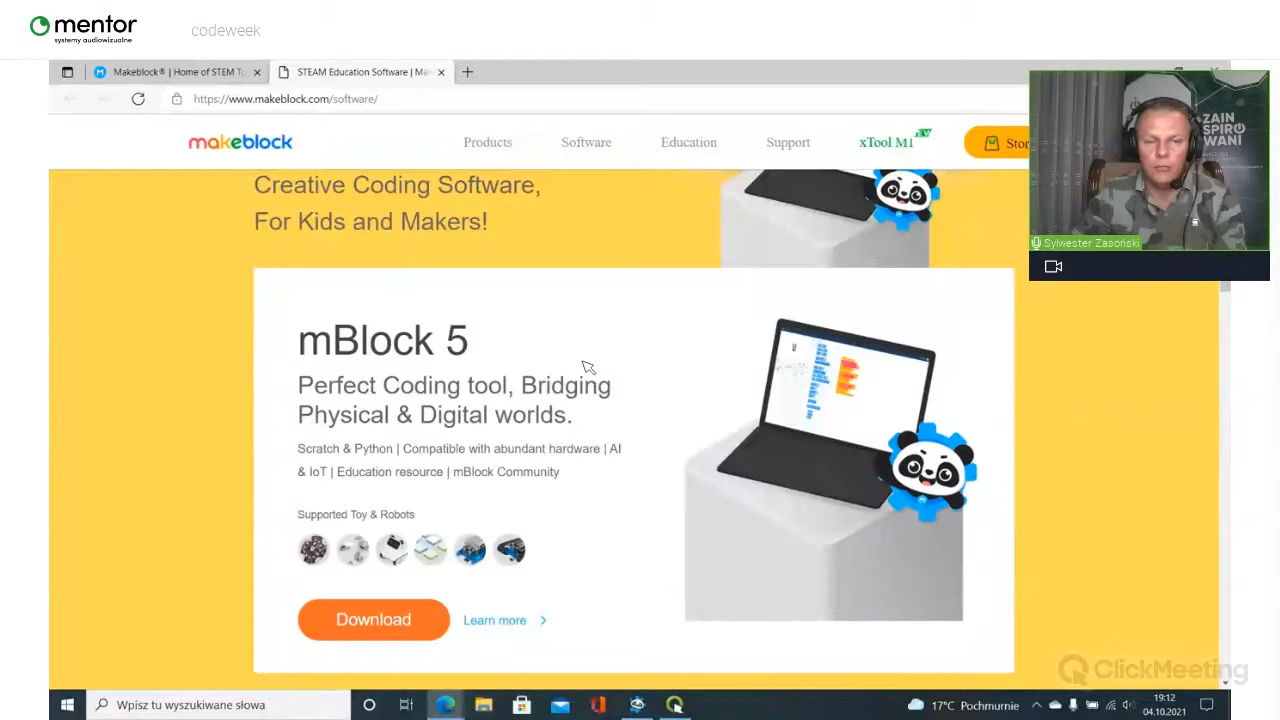 mentor
systemy audiowizualne
codeweek
Makeblock® | Home of STEM To
STEAM Education Software | Ma
https://www.makeblock.com/software/
makeblock
Products
Software
Education
Support
xTool M1
Creative Coding Software,
For Kids and Makers!
ZAIN
SPIRO
WANI
Sylwester Zasoński
mBlock 5
Perfect Coding tool, Bridging
Physical & Digital worlds.
Scratch & Python | Compatible with abundant hardware | AI
& IoT | Education resource | mBlock Community
Supported Toy & Robots
Download
Learn more
ClickMeeting
Wpisz tu wyszukiwane słowa
17°C Pochmurnie
19:12
04.10.2021